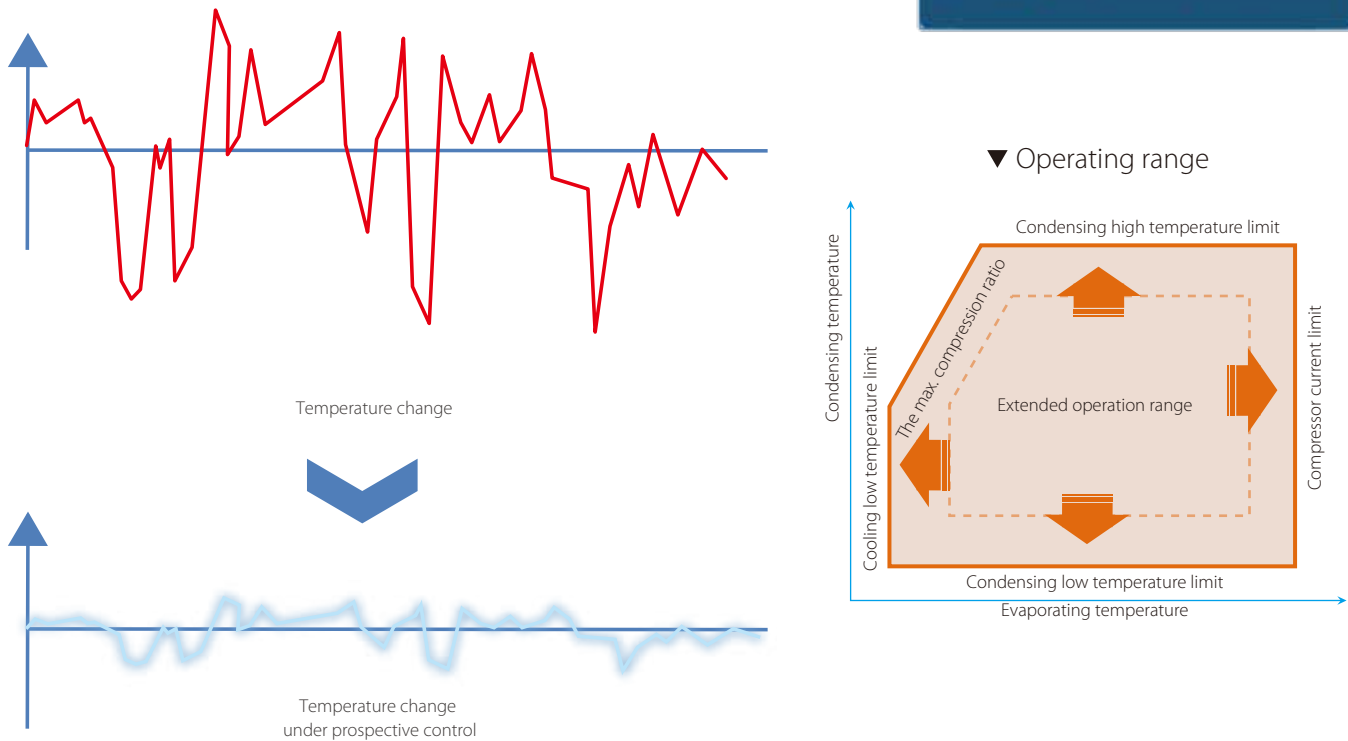 Temperature change
Temperature change
under prospective control
▼ Operating range
Condensing high temperature limit
Condensing temperature
The max. compression ratio
Cooling low temperature limit
Extended operation range
Compressor current limit
Condensing low temperature limit
Evaporating temperature